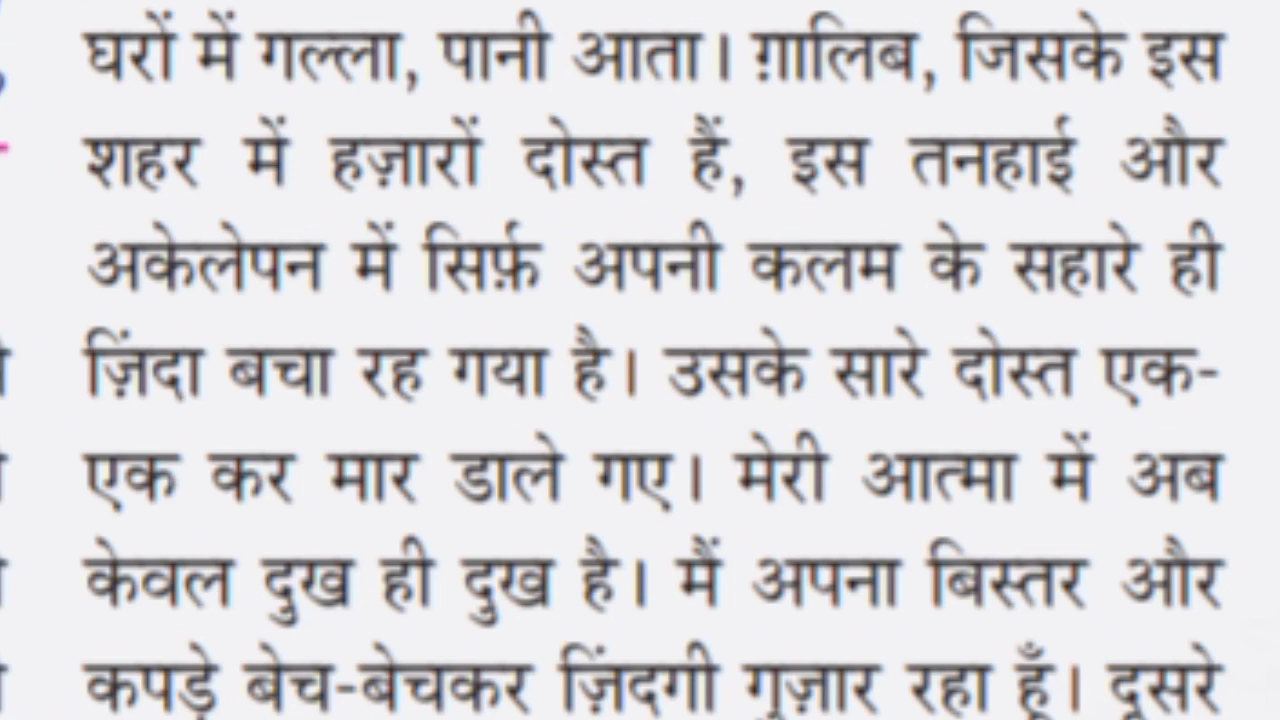 घरों में गल्ला, पानी आता। ग़ालिब, जिसके इस
शहर में हज़ारों दोस्त हैं, इस तनहाई और
अकेलेपन में सिर्फ़ अपनी कलम के सहारे ही
ज़िंदा बचा रह गया है। उसके सारे दोस्त एक-
एक कर मार डाले गए। मेरी आत्मा में अब
केवल दुख ही दुख है। मैं अपना बिस्तर और
कपड़े बेच-बेचकर ज़िंदगी गुज़ार रहा हूँ। दूसरे